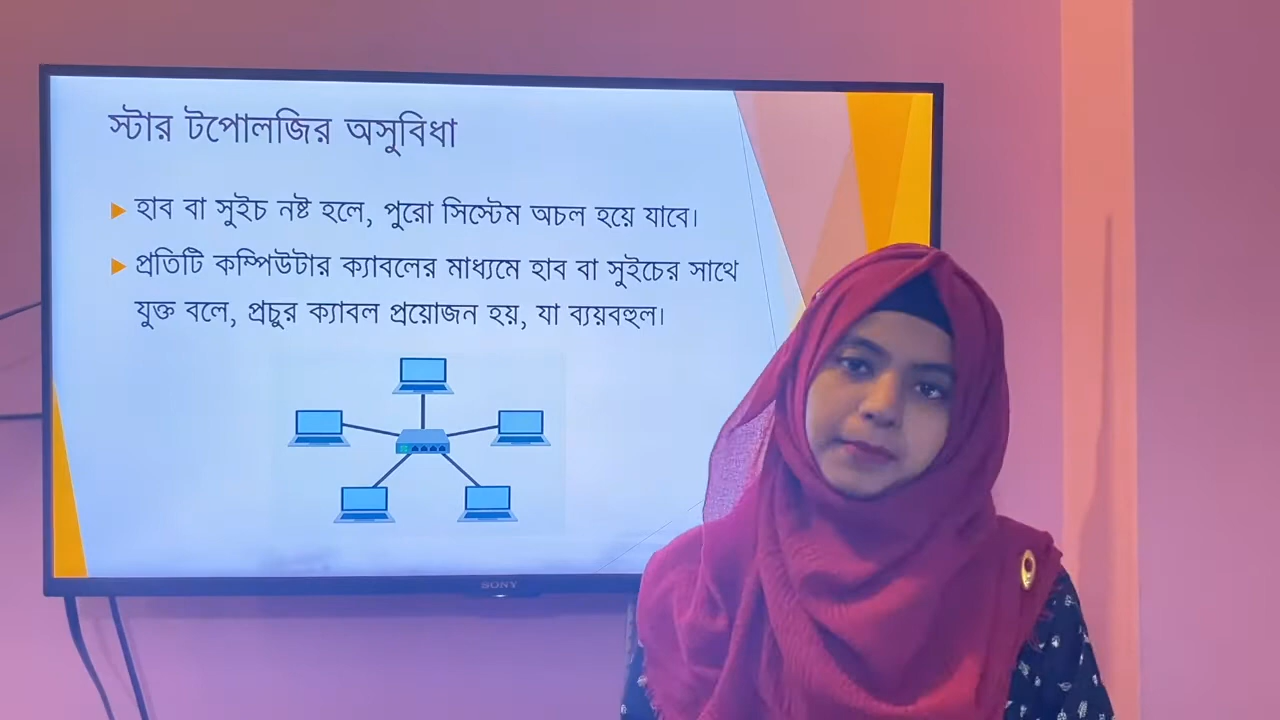 স্টার টপোলজির অসুবিধা
হাব বা সুইচ নষ্ট হলে, পুরো সিস্টেম অচল হয়ে যাবে।
প্রতিটি কম্পিউটার ক্যাবলের মাধ্যমে হাব বা সুইচের সাথে
যুক্ত বলে, প্রচুর ক্যাবল প্রয়োজন হয়, যা ব্যয়বহুল।
SONY